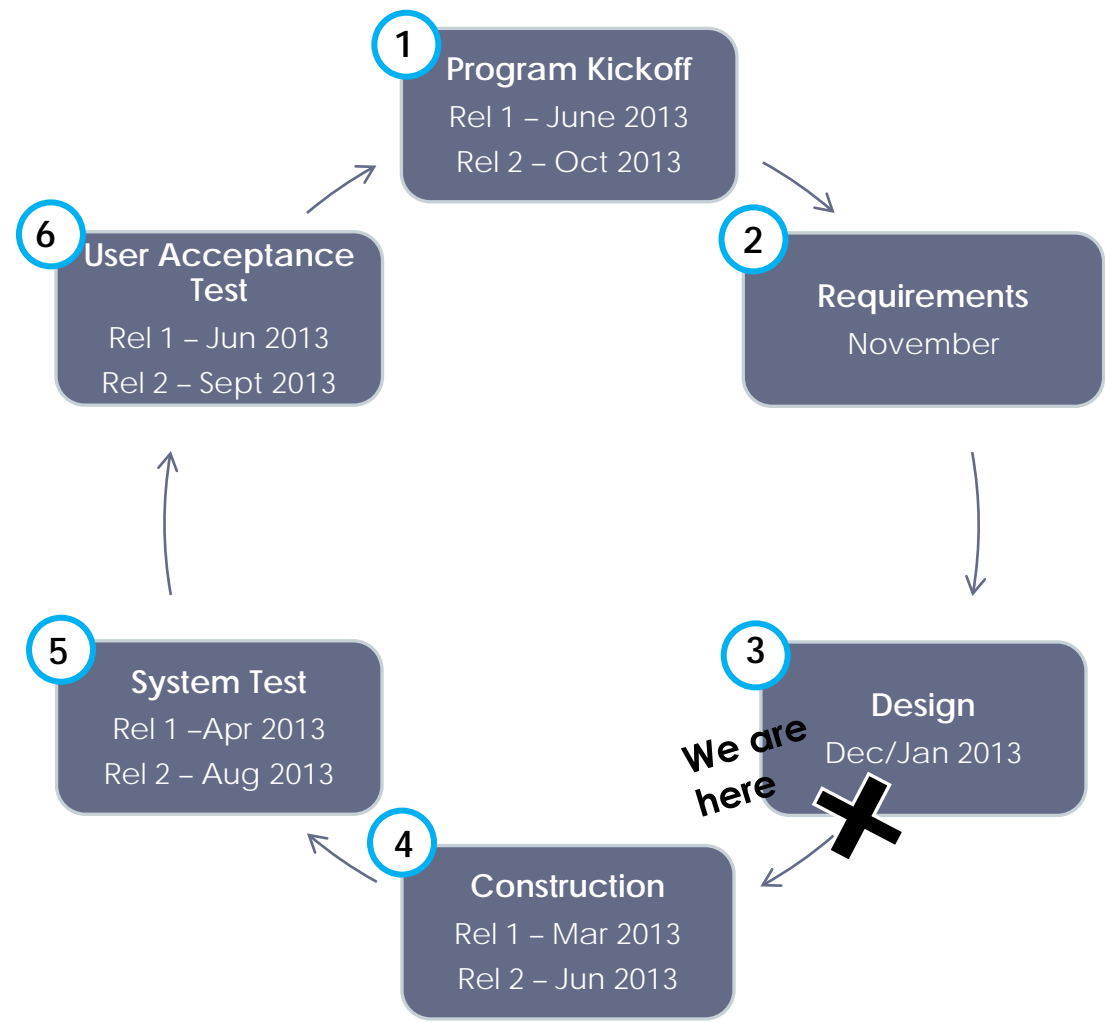 1
Program Kickoff
Rel 1 – June 2013
Rel 2 – Oct 2013
2
Requirements
November
3
Design
Dec/Jan 2013
We are
here
4
Construction
Rel 1 – Mar 2013
Rel 2 – Jun 2013
5
System Test
Rel 1 –Apr 2013
Rel 2 – Aug 2013
6
User Acceptance
Test
Rel 1 – Jun 2013
Rel 2 – Sept 2013